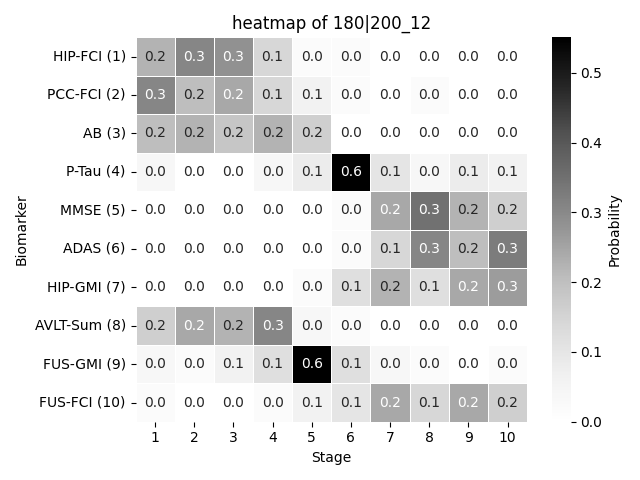 heatmap of 180|200_12
HIP-FCI (1) 0.2 0.3 0.3 0.1 0.0 0.0 0.0 0.0 0.0 0.0
PCC-FCI (2) 0.3 0.2 0.2 0.1 0.1 0.0 0.0 0.0 0.0 0.0
AB (3) 0.2 0.2 0.2 0.2 0.2 0.0 0.0 0.0 0.0 0.0
P-Tau (4) 0.0 0.0 0.0 0.0 0.1 0.6 0.1 0.0 0.1 0.1
MMSE (5) 0.0 0.0 0.0 0.0 0.0 0.0 0.2 0.3 0.2 0.2
ADAS (6) 0.0 0.0 0.0 0.0 0.0 0.0 0.1 0.3 0.2 0.3
HIP-GMI (7) 0.0 0.0 0.0 0.0 0.0 0.1 0.2 0.1 0.2 0.3
AVLT-Sum (8) 0.2 0.2 0.2 0.3 0.0 0.0 0.0 0.0 0.0 0.0
FUS-GMI (9) 0.0 0.0 0.1 0.1 0.6 0.1 0.0 0.0 0.0 0.0
FUS-FCI (10) 0.0 0.0 0.0 0.0 0.1 0.1 0.2 0.1 0.2 0.2
1 2 3 4 5 6 7 8 9 10
Stage
Biomarker
0.5
0.4
0.3
0.2
0.1
0.0
Probability